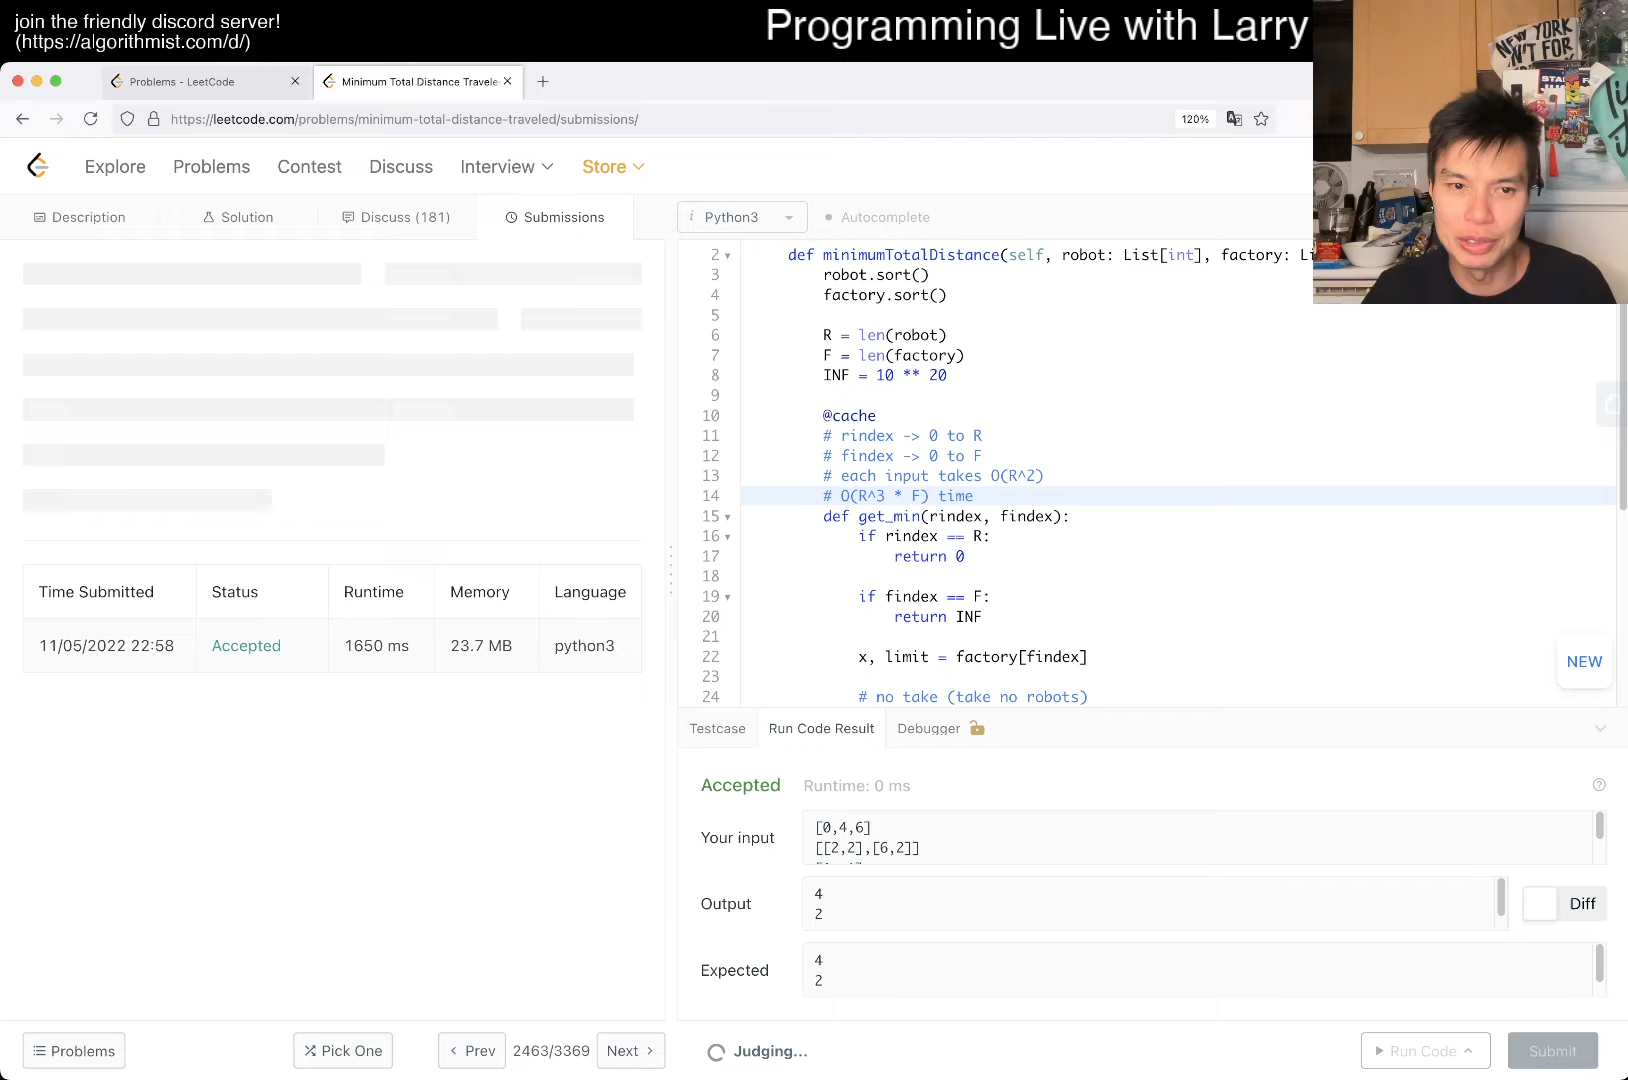 join the friendly discord server!
(https://algorithmist.com/d/)
Programming Live with Larry
Problems - LeetCode
Minimum Total Distance Travele
https://leetcode.com/problems/minimum-total-distance-traveled/submissions/
120%
Explore
Problems
Contest
Discuss
Interview
Store
Description
Solution
Discuss (181)
Submissions
i Python3
Autocomplete
2 def minimumTotalDistance(self, robot: List[int], factory: Li
3 robot.sort()
4 factory.sort()
5
6 R = len(robot)
7 F = len(factory)
8 INF = 10 ** 20
9
10 @cache
11 # rindex -> 0 to R
12 # findex -> 0 to F
13 # each input takes O(R^2)
14 # O(R^3 * F) time
15 def get_min(rindex, findex):
16 if rindex == R:
17 return 0
18
19 if findex == F:
20 return INF
21
22 x, limit = factory[findex]
23
24 # no take (take no robots)
Time Submitted Status Runtime Memory Language
11/05/2022 22:58 Accepted 1650 ms 23.7 MB python3
NEW
Testcase
Run Code Result
Debugger
Accepted
Runtime: 0 ms
Your input
[0,4,6]
[[2,2],[6,2]]
Output
4
2
Diff
Expected
4
2
Problems
Pick One
Prev
2463/3369
Next
Judging...
Run Code
Submit
NEW YORK